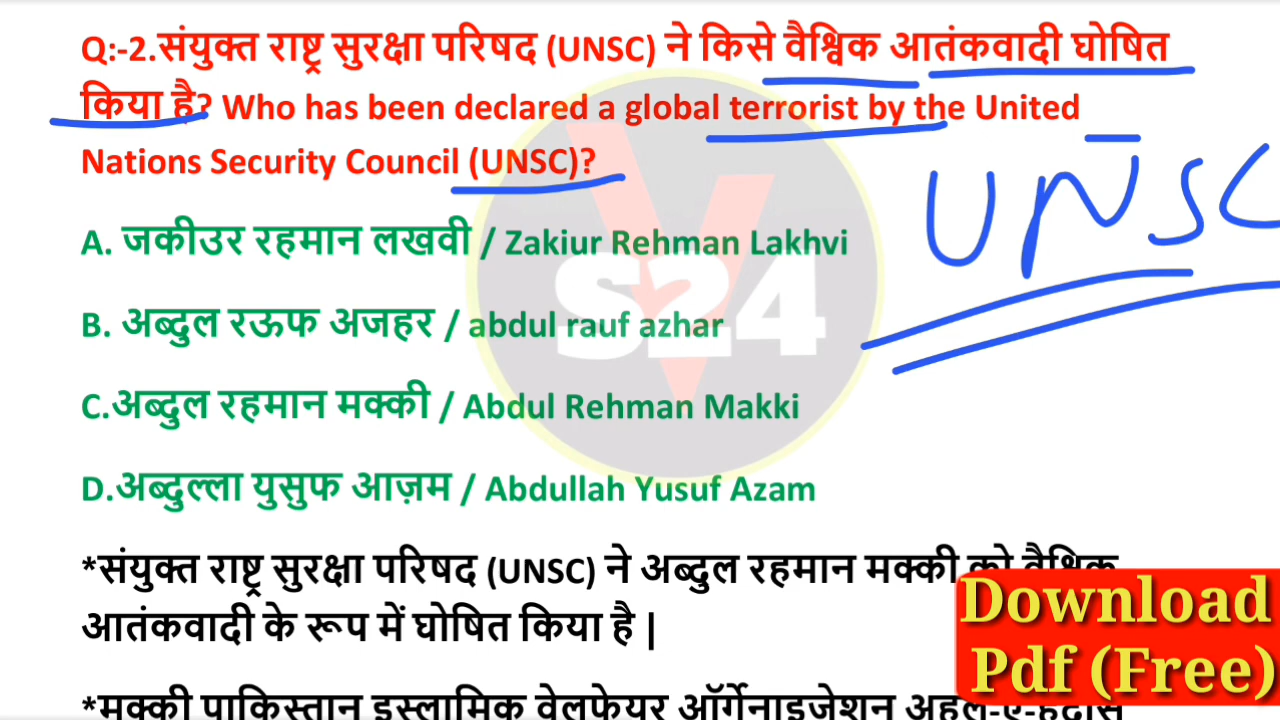 Q:-2.संयुक्त राष्ट्र सुरक्षा परिषद (UNSC) ने किसे वैश्विक आतंकवादी घोषित
किया है? Who has been declared a global terrorist by the United
Nations Security Council (UNSC)?
UNSC
A. जकीउर रहमान लखवी / Zakiur Rehman Lakhvi
B. अब्दुल रऊफ अजहर / abdul rauf azhar
C.अब्दुल रहमान मक्की / Abdul Rehman Makki
D.अब्दुल्ला युसुफ आज़म / Abdullah Yusuf Azam
V
S24
*संयुक्त राष्ट्र सुरक्षा परिषद (UNSC) ने अब्दुल रहमान मक्की को वैश्विक
आतंकवादी के रूप में घोषित किया है |
*मक्की पाकिस्तान इस्लामिक वेलफेयर ऑर्गेनाइजेशन
Download
Pdf (Free)